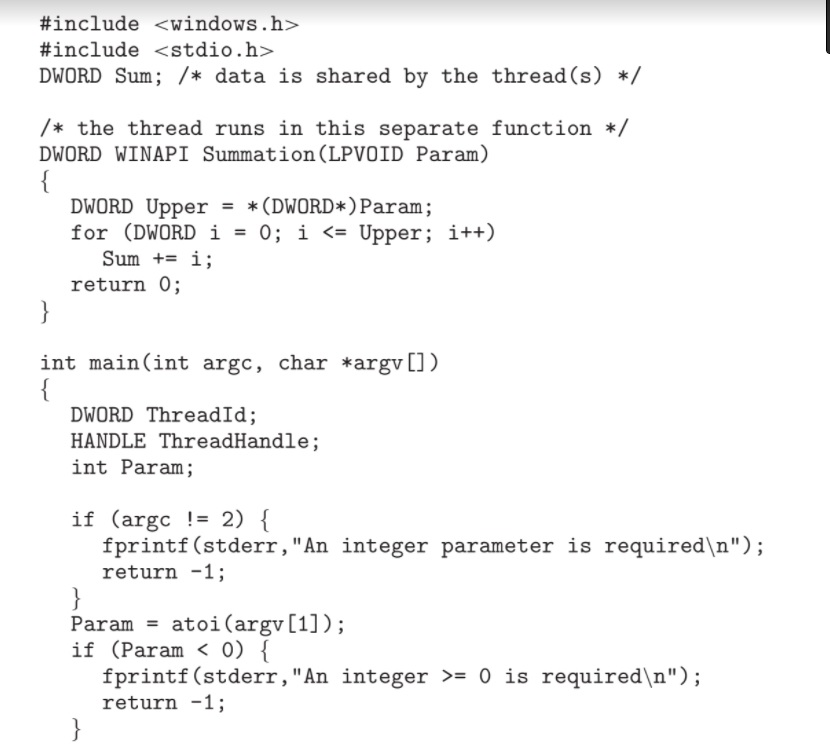 #include <windows.h>
#include <stdio.h>
DWORD Sum; /* data is shared by the thread(s) */
/* the thread runs in this separate function */
DWORD WINAPI Summation(LPVOID Param)
{
DWORD Upper = *(DWORD*)Param;
for (DWORD i = 0; i <= Upper; i++)
Sum += i;
return 0;
}
int main(int argc, char *argv[])
{
DWORD ThreadId;
HANDLE ThreadHandle;
int Param;
if (argc != 2) {
fprintf(stderr,"An integer parameter is required\n");
return -1;
}
Param = atoi(argv[1]);
if (Param < 0) {
fprintf(stderr,"An integer >= 0 is required\n");
return -1;
}